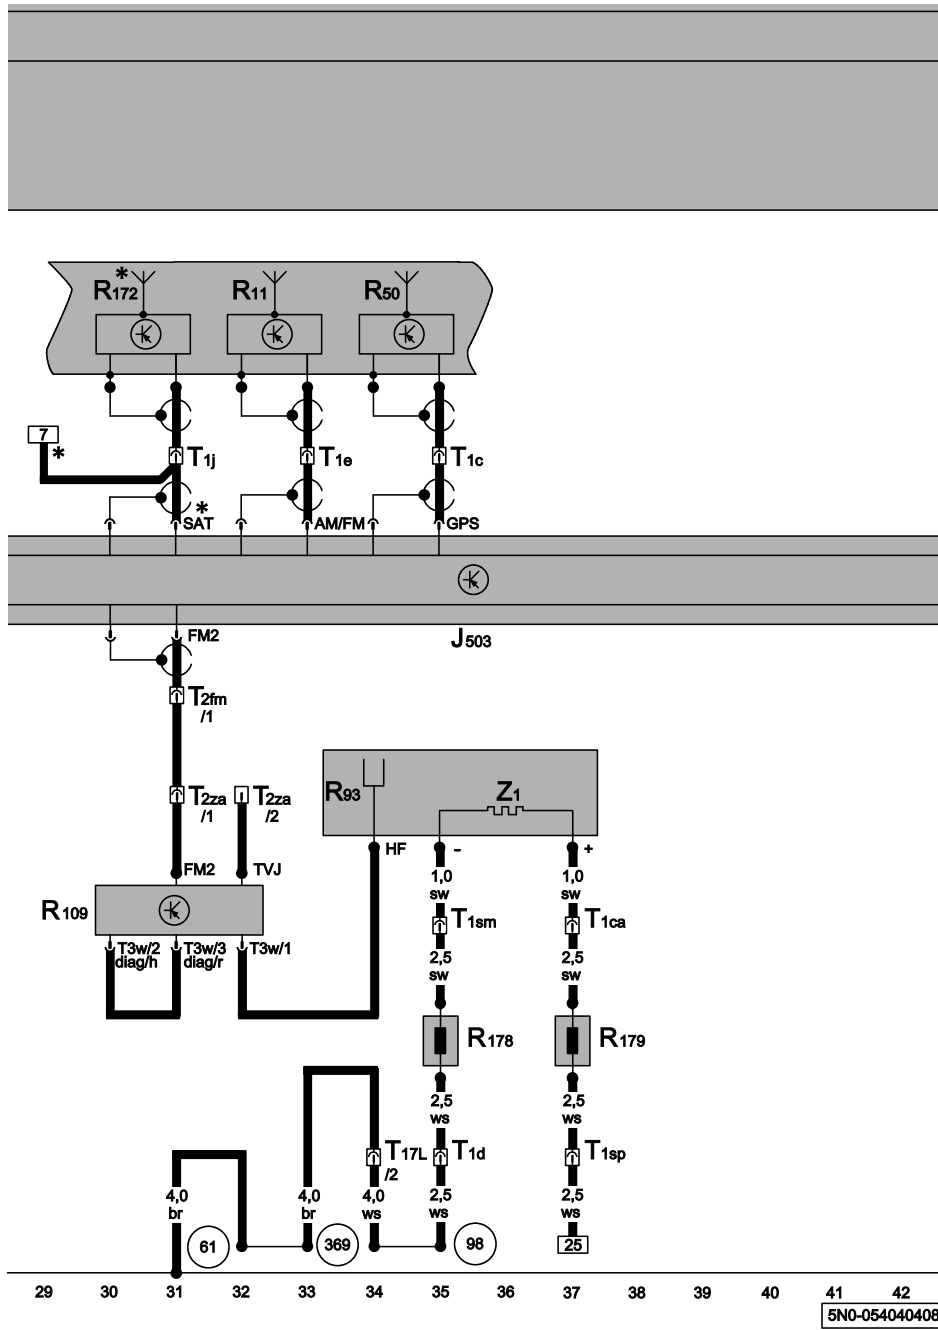 R172 * R11 R50
7 *
T1j T1e T1c
*
SAT AM/FM GPS
J503
FM2
T2fm
/1
T2za T2za
/1 /2
R93 Z1
HF - +
FM2 TVJ
1,0 1,0
sw sw
R109
T1sm T1ca
T3w/2 T3w/3 T3w/1
diag/h diag/r
2,5 2,5
sw sw
R178 R179
2,5 2,5
ws ws
T17L T1d T1sp
/2
4,0 4,0 4,0 2,5 2,5
br br ws ws ws
61 369 98 25
29 30 31 32 33 34 35 36 37 38 39 40 41 42
5N0-054040408